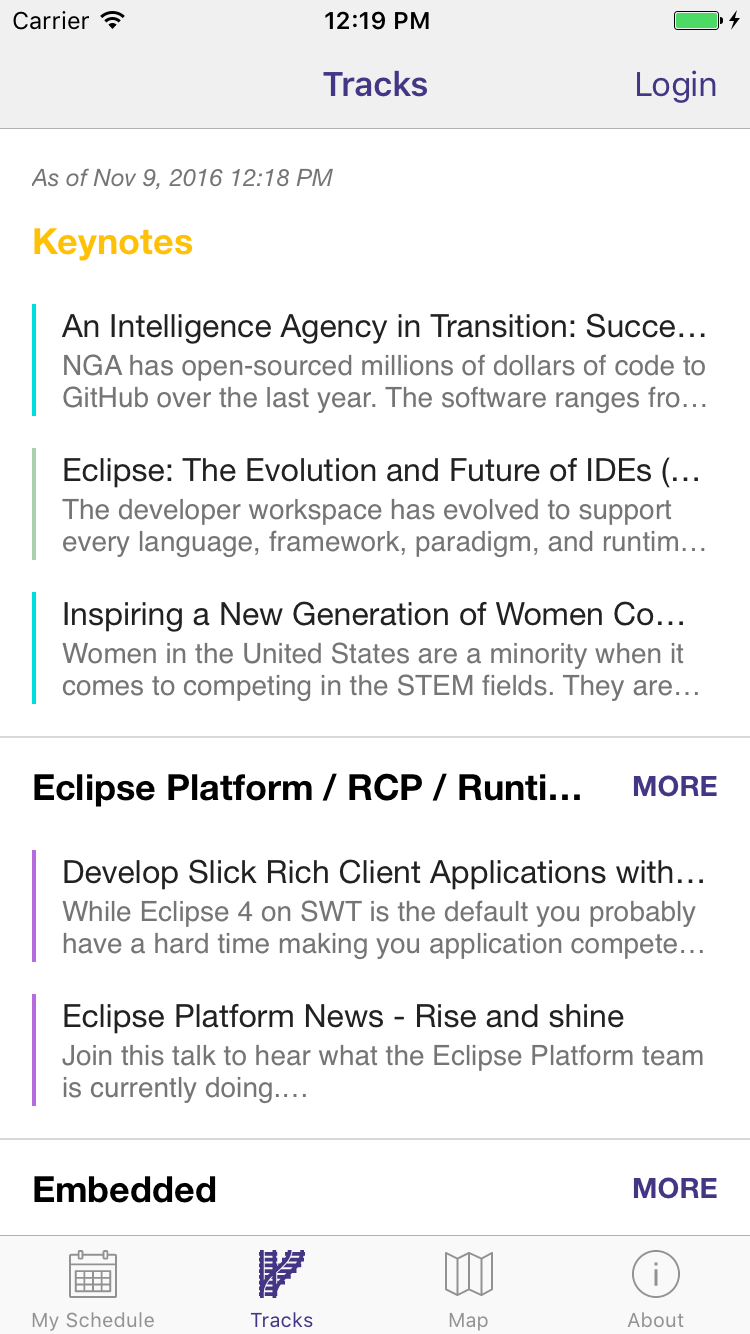 Carrier 12:19 PM
Tracks Login
As of Nov 9, 2016 12:18 PM
Keynotes
An Intelligence Agency in Transition: Succe...
NGA has open-sourced millions of dollars of code to
GitHub over the last year. The software ranges fro...
Eclipse: The Evolution and Future of IDEs (...
The developer workspace has evolved to support
every language, framework, paradigm, and runtim...
Inspiring a New Generation of Women Co...
Women in the United States are a minority when it
comes to competing in the STEM fields. They are...
Eclipse Platform / RCP / Runti... MORE
Develop Slick Rich Client Applications with...
While Eclipse 4 on SWT is the default you probably
have a hard time making you application compete...
Eclipse Platform News - Rise and shine
Join this talk to hear what the Eclipse Platform team
is currently doing....
Embedded MORE
My Schedule Tracks Map About